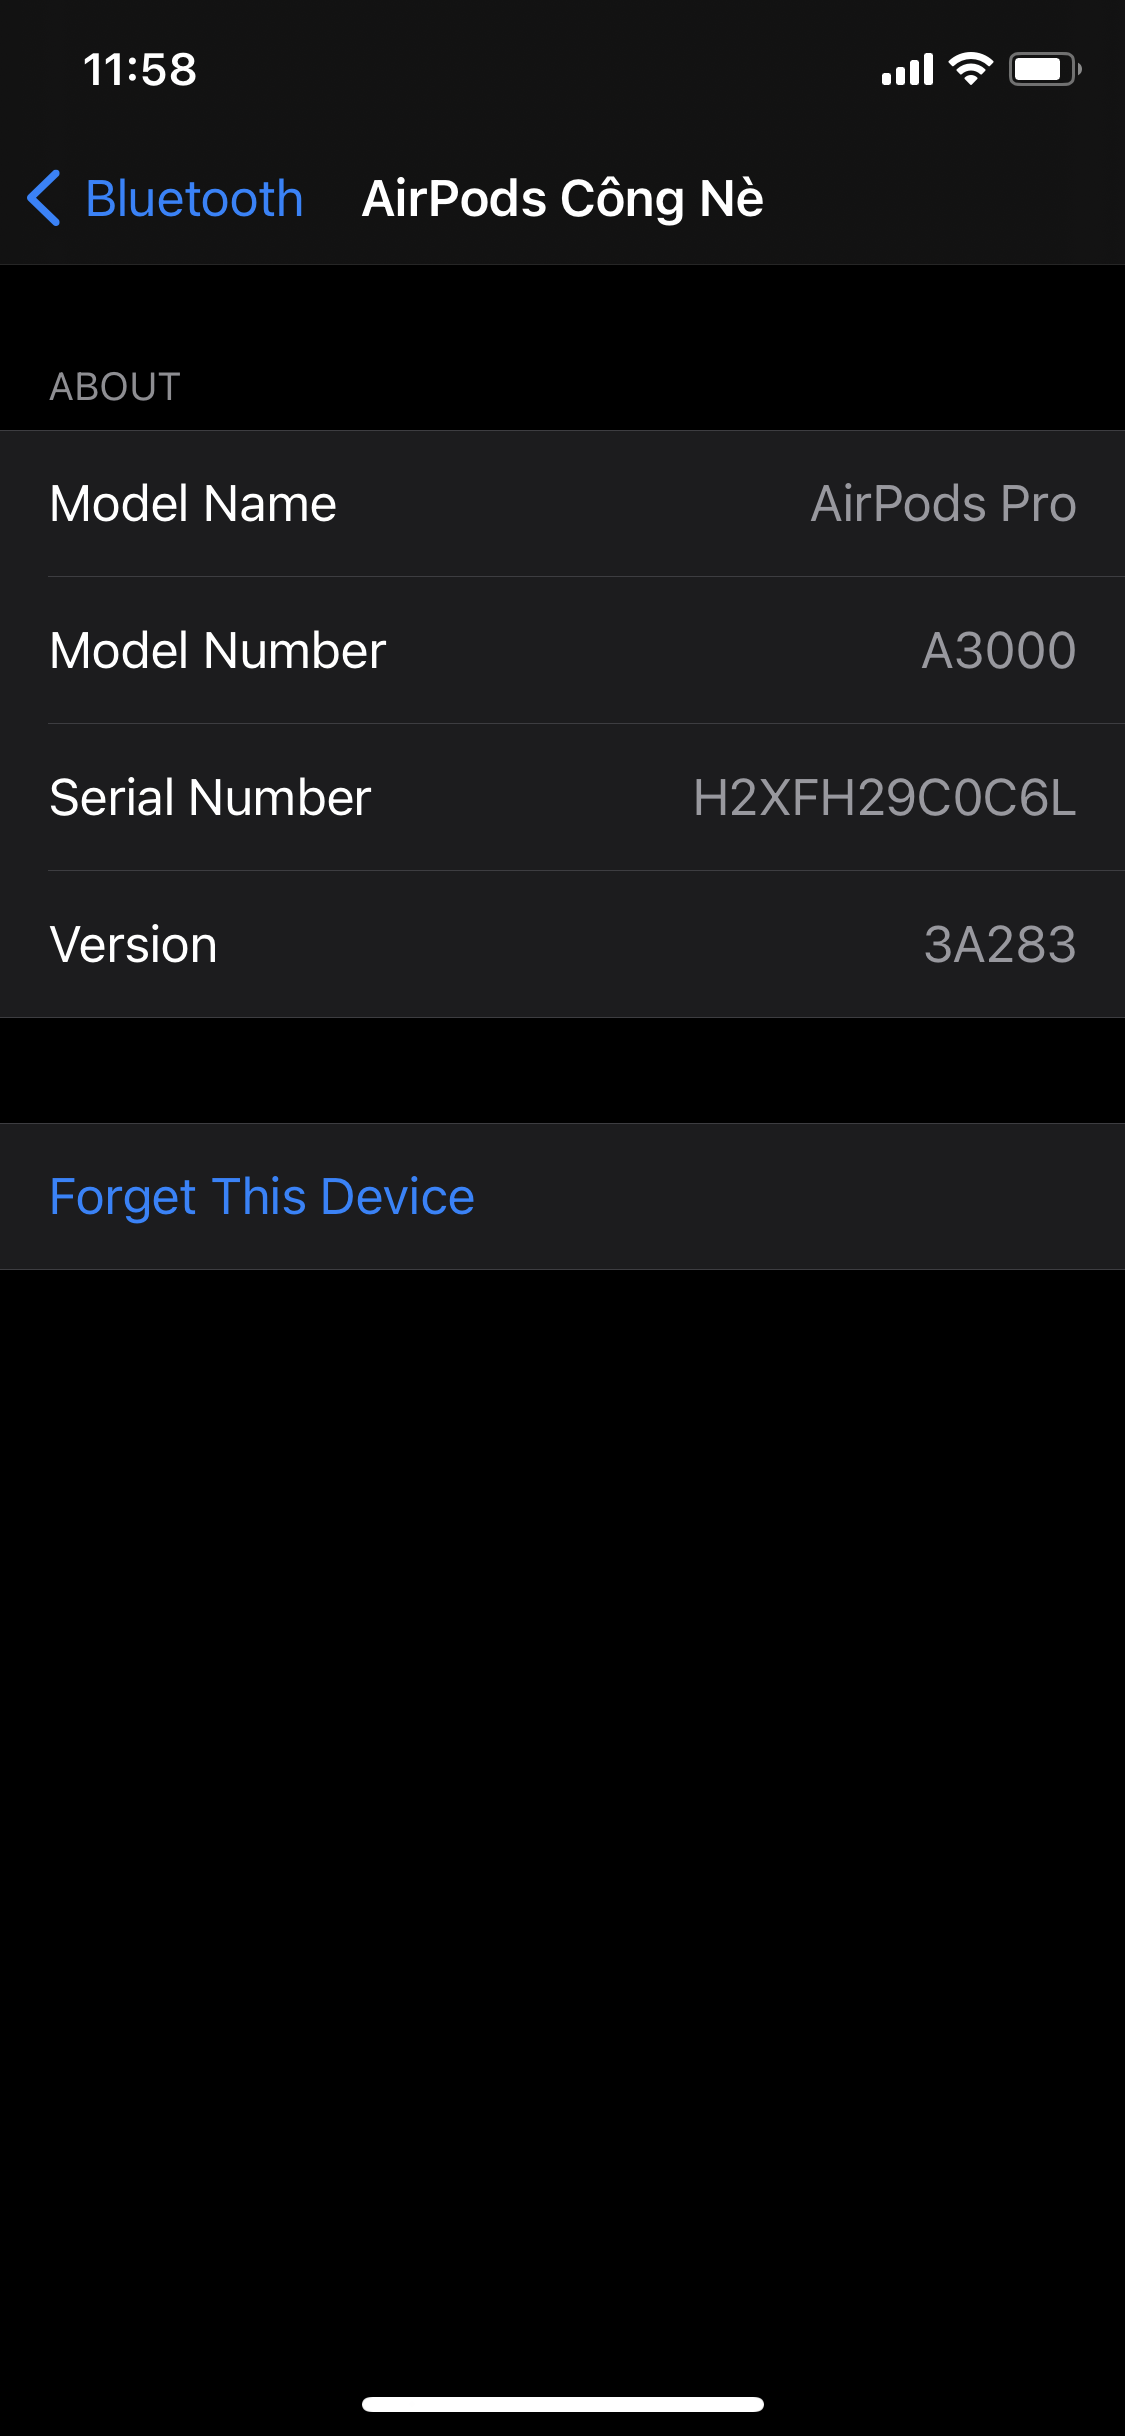 11:58
Bluetooth AirPods Công Nè
ABOUT
Model Name AirPods Pro
Model Number A3000
Serial Number H2XFH29C0C6L
Version 3A283
Forget This Device